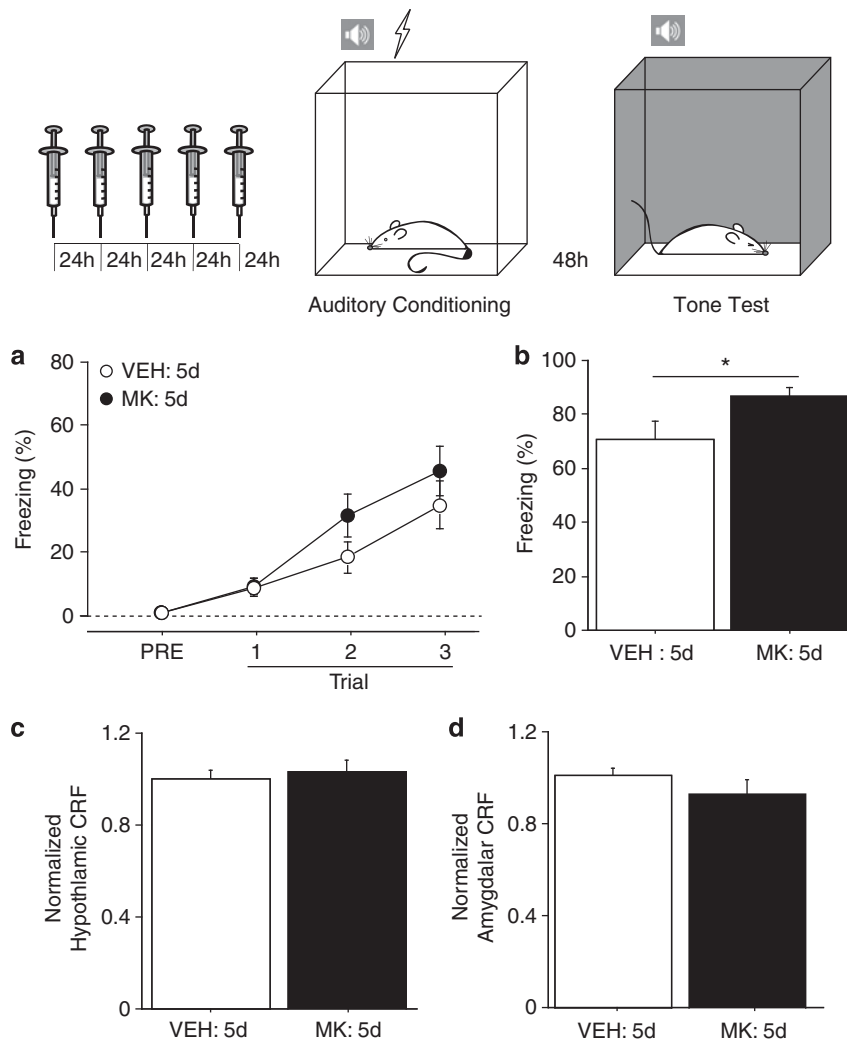 24h 24h 24h 24h 24h
48h
Auditory Conditioning
Tone Test
a
80
60
40
20
0
Freezing (%)
VEH: 5d
MK: 5d
PRE 1 2 3
Trial
b
100
80
60
40
20
0
Freezing (%)
*
VEH : 5d MK: 5d
c
1.2
0.8
0.4
0
Normalized
Hypothlamic CRF
VEH: 5d MK: 5d
d
1.2
0.8
0.4
0
Normalized
Amygdalar CRF
VEH: 5d MK: 5d